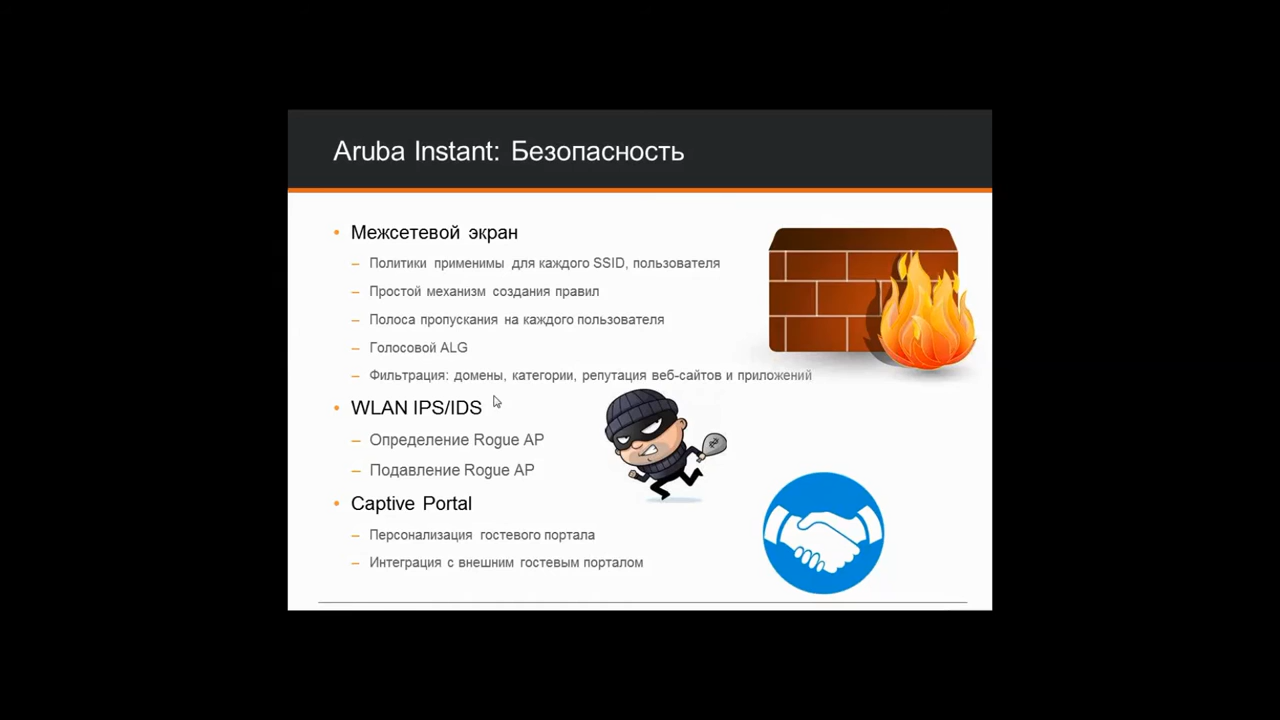 Aruba Instant: Безопасность
• Межсетевой экран
– Политики применимы для каждого SSID, пользователя
– Простой механизм создания правил
– Полоса пропускания на каждого пользователя
– Голосовой ALG
– Фильтрация: домены, категории, репутация веб-сайтов и приложений
• WLAN IPS/IDS
– Определение Rogue AP
– Подавление Rogue AP
• Captive Portal
– Персонализация гостевого портала
– Интеграция с внешним гостевым порталом